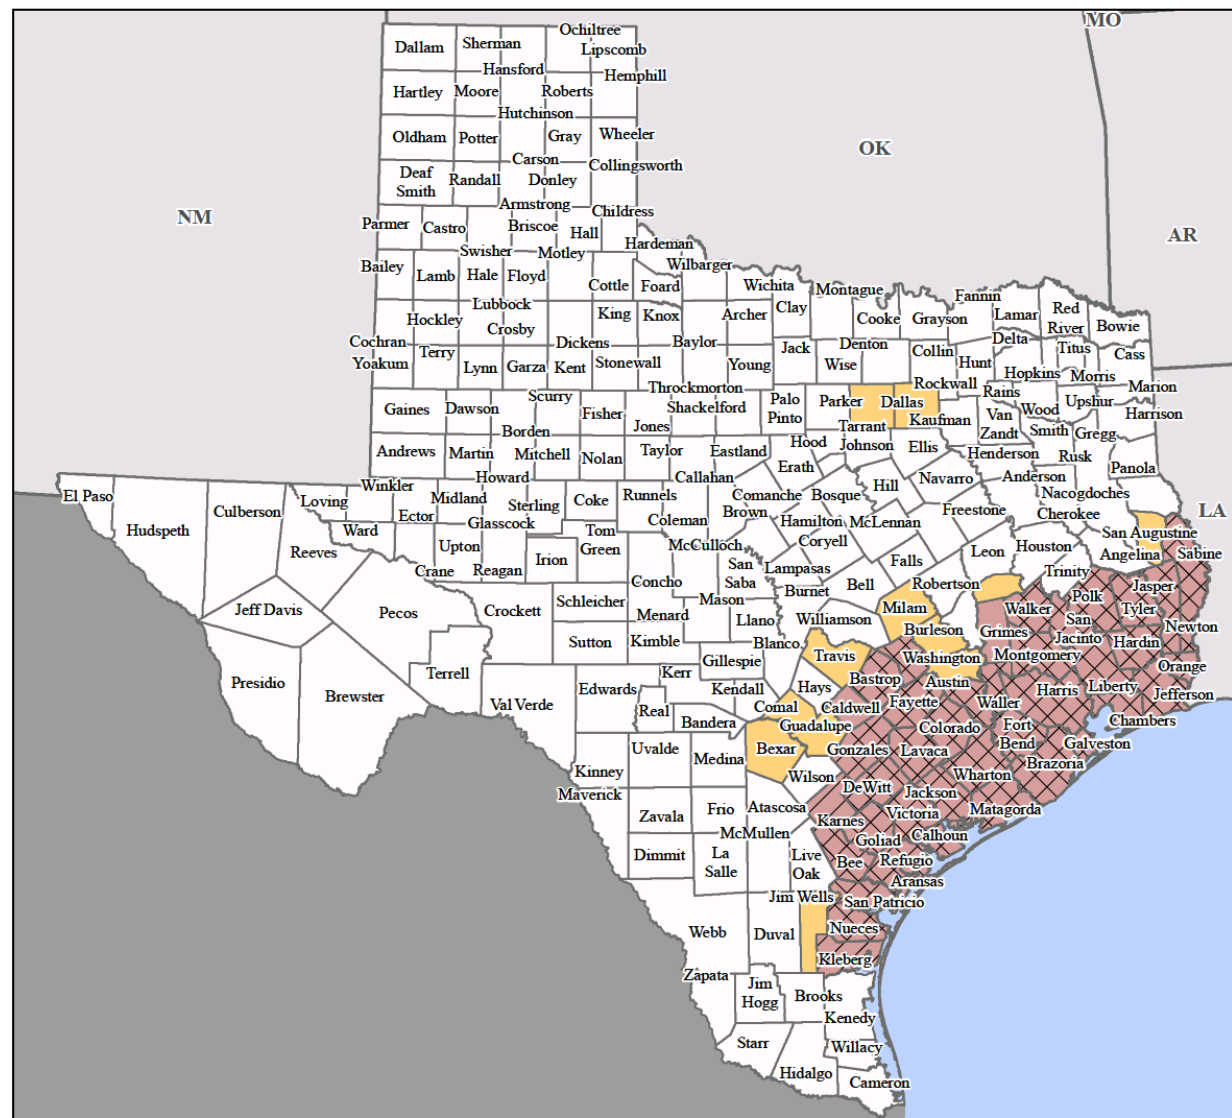 MO
Ochiltree
Dallam
Sherman
Lipscomb
Hansford
Hemphill
Hartley
Moore
Roberts
Hutchinson
Oldham
Potter
Gray
Wheeler
OK
Carson
Collingsworth
Deaf
Smith
Randall
Donley
Armstrong
Childress
NM
Parmer
Castro
Briscoe
Hall
AR
Swisher
Motley
Hardeman
Wilbarger
Bailey
Lamb
Hale
Floyd
Cottle
Foard
Wichita
Montague
Fannin
Lubbock
Hockley
Crosby
King
Knox
Archer
Clay
Cooke
Grayson
Lamar
Red
River
Bowie
Cochran
Dickens
Baylor
Jack
Denton
Delta
Yoakum
Terry
Lynn
Garza
Kent
Stonewall
Young
Wise
Collin
Hunt
Titus
Cass
Hopkins
Morris
Throckmorton
Rockwall
Rains
Marion
Gaines
Dawson
Scurry
Fisher
Jones
Shackelford
Palo
Pinto
Parker
Dallas
Kaufman
Van
Zandt
Wood
Upshur
Harrison
Borden
Tarrant
Smith
Gregg
Andrews
Martin
Mitchell
Nolan
Taylor
Eastland
Hood
Johnson
Ellis
Henderson
Rusk
Panola
Howard
Callahan
Erath
Anderson
El Paso
Hudspeth
Culberson
Loving
Winkler
Midland
Sterling
Coke
Runnels
Comanche
Bosque
Hill
Navarro
Nacogdoches
Ector
Glasscock
Coleman
Brown
Freestone
Cherokee
LA
Ward
Tom
Green
Hamilton
McLennan
San Augustine
Reeves
Upton
Irion
McCulloch
Coryell
Leon
Houston
Angelina
Sabine
Crane
Reagan
Concho
San
Saba
Lampasas
Falls
Trinity
Jeff Davis
Pecos
Crockett
Schleicher
Menard
Mason
Burnet
Bell
Robertson
Polk
Jasper
Milam
Walker
Tyler
Llano
Williamson
San
Jacinto
Newton
Sutton
Kimble
Blanco
Burleson
Grimes
Hardin
Presidio
Brewster
Terrell
Gillespie
Travis
Washington
Montgomery
Orange
Val Verde
Edwards
Kerr
Kendall
Hays
Bastrop
Austin
Harris
Liberty
Jefferson
Real
Comal
Caldwell
Fayette
Waller
Chambers
Bandera
Guadalupe
Colorado
Fort
Bend
Galveston
Uvalde
Medina
Bexar
Gonzales
Lavaca
Brazoria
Kinney
Wilson
Wharton
Maverick
DeWitt
Jackson
Zavala
Frio
Atascosa
Karnes
Victoria
Matagorda
McMullen
Goliad
Calhoun
Dimmit
La
Salle
Live
Oak
Bee
Refugio
Aransas
Jim Wells
San Patricio
Webb
Duval
Nueces
Kleberg
Zapata
Jim
Hogg
Brooks
Kenedy
Starr
Willacy
Hidalgo
Cameron